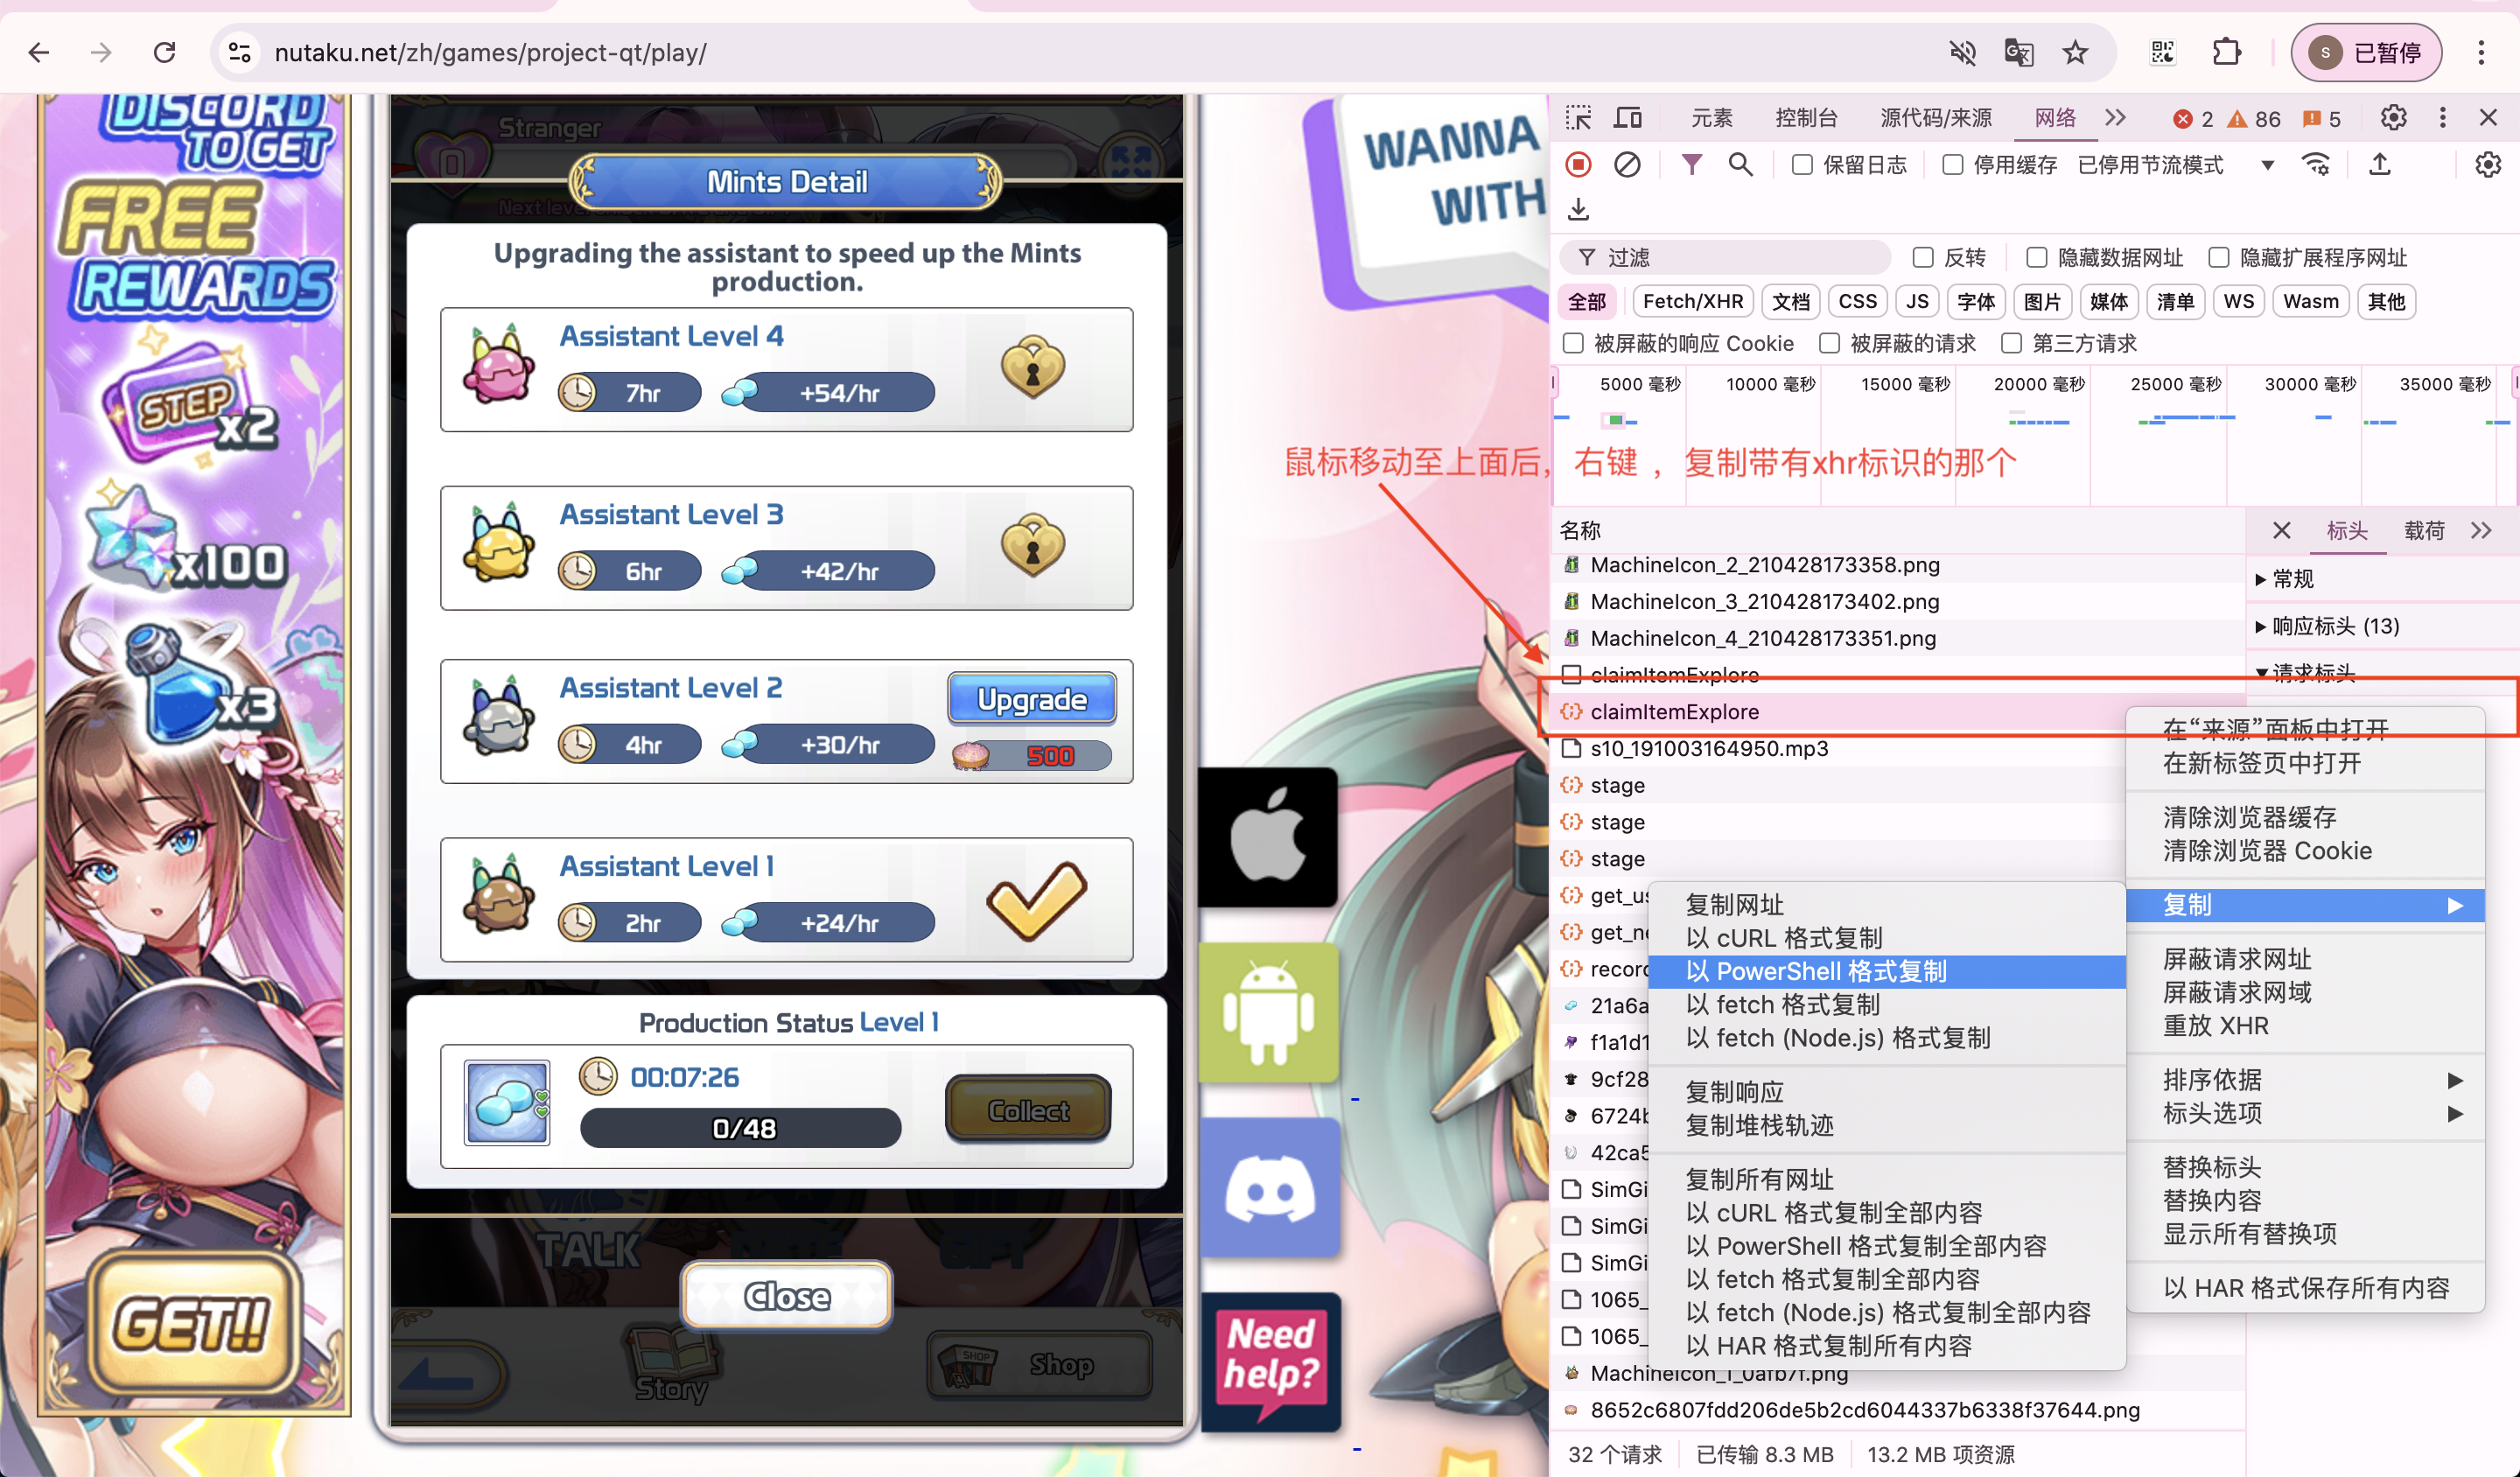 nutaku.net/zh/games/project-qt/play/
S 已暂停
DISCORD
TO GET
FREE
REWARDS
STEP
x2
x100
x3
GET!!
Stranger
0
Mints Detail
Upgrading the assistant to speed up the Mints
production.
Assistant Level 4
7hr +54/hr
Assistant Level 3
6hr +42/hr
Assistant Level 2
4hr +30/hr
Upgrade
500
Assistant Level 1
2hr +24/hr
Production Status Level 1
00:07:26
0/48
Collect
TALK
Close
Story
SHOP
Shop
WANNA
WITH
Need
help?
鼠标移动至上面后, 右键 , 复制带有xhr标识的那个
元素 控制台 源代码/来源 网络 2 86 5
保留日志 停用缓存 已停用节流模式
过滤 反转 隐藏数据网址 隐藏扩展程序网址
全部 Fetch/XHR 文档 CSS JS 字体 图片 媒体 清单 WS Wasm 其他
被屏蔽的响应 Cookie 被屏蔽的请求 第三方请求
5000 毫秒 10000 毫秒 15000 毫秒 20000 毫秒 25000 毫秒 30000 毫秒 35000 毫秒
名称
MachineIcon_2_210428173358.png
MachineIcon_3_210428173402.png
MachineIcon_4_210428173351.png
claimItemExplore
claimItemExplore
s10_191003164950.mp3
stage
stage
stage
get_us
get_ne
record
21a6a
f1a1d1
9cf28
6724b
42ca5
SimGi
SimGi
SimGi
1065_
1065_
MachineIcon_1_0afb7f.png
8652c6807fdd206de5b2cd6044337b6338f37644.png
32 个请求 已传输 8.3 MB 13.2 MB 项资源
标头 载荷
常规
响应标头 (13)
请求标头
在“来源”面板中打开
在新标签页中打开
清除浏览器缓存
清除浏览器 Cookie
复制
屏蔽请求网址
屏蔽请求网域
重放 XHR
排序依据
标头选项
替换标头
替换内容
显示所有替换项
以 HAR 格式保存所有内容
复制网址
以 cURL 格式复制
以 PowerShell 格式复制
以 fetch 格式复制
以 fetch (Node.js) 格式复制
复制响应
复制堆栈轨迹
复制所有网址
以 cURL 格式复制全部内容
以 PowerShell 格式复制全部内容
以 fetch 格式复制全部内容
以 fetch (Node.js) 格式复制全部内容
以 HAR 格式复制所有内容